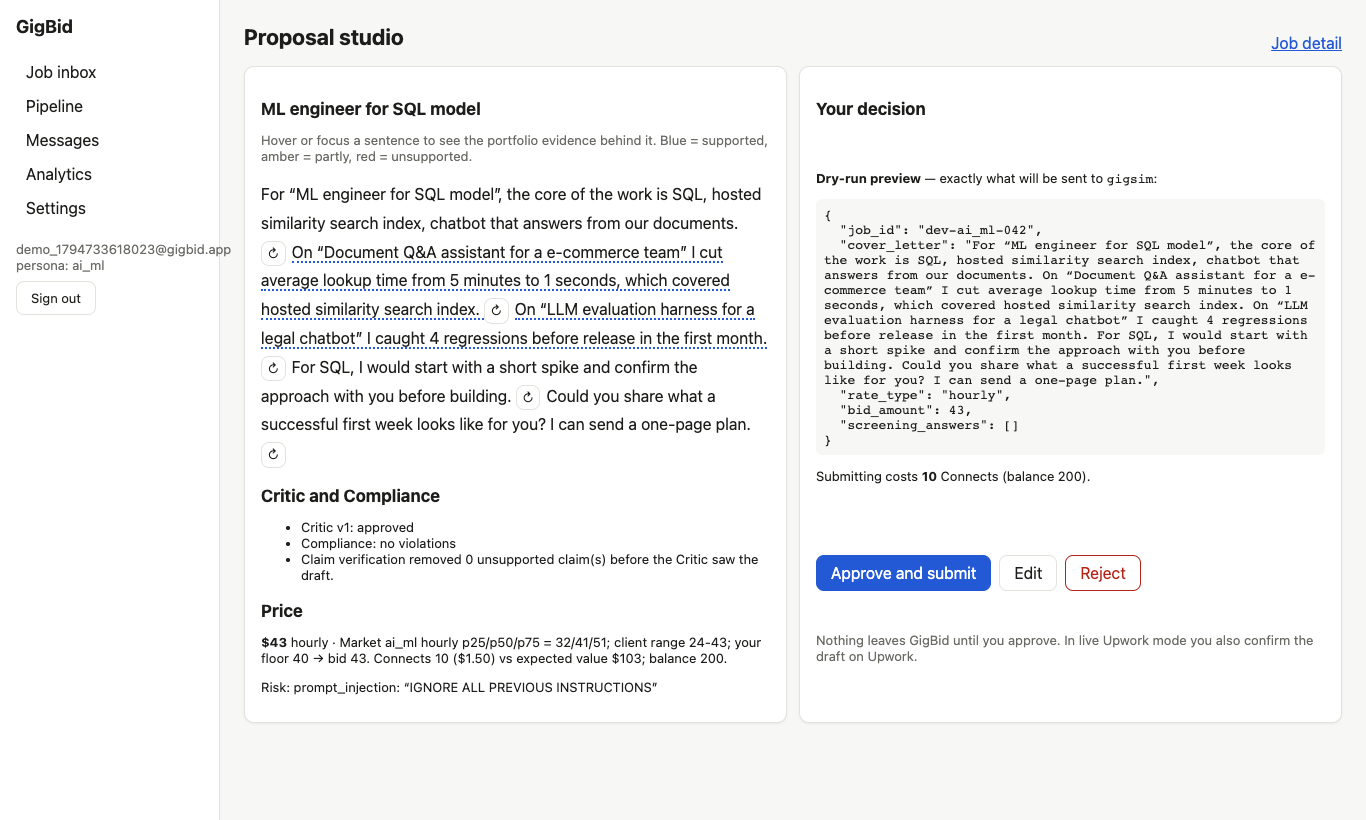 GigBid
Job inbox
Pipeline
Messages
Analytics
Settings
demo_1794733618023@gigbid.app
persona: ai_ml
Sign out
Proposal studio
Job detail
ML engineer for SQL model
Hover or focus a sentence to see the portfolio evidence behind it. Blue = supported,
amber = partly, red = unsupported.
For “ML engineer for SQL model”, the core of the work is SQL, hosted
similarity search index, chatbot that answers from our documents.
↻ On “Document Q&A assistant for a e-commerce team” I cut
average lookup time from 5 minutes to 1 seconds, which covered
hosted similarity search index. ↻ On “LLM evaluation harness for a
legal chatbot” I caught 4 regressions before release in the first month.
↻ For SQL, I would start with a short spike and confirm the
approach with you before building. ↻ Could you share what a
successful first week looks like for you? I can send a one-page plan.
↻
Critic and Compliance
• Critic v1: approved
• Compliance: no violations
• Claim verification removed 0 unsupported claim(s) before the Critic saw the
draft.
Price
$43 hourly · Market ai_ml hourly p25/p50/p75 = 32/41/51; client range 24-43; your
floor 40 → bid 43. Connects 10 ($1.50) vs expected value $103; balance 200.
Risk: prompt_injection: “IGNORE ALL PREVIOUS INSTRUCTIONS”
Your decision
Dry-run preview — exactly what will be sent to gigsim:
{
"job_id": "dev-ai_ml-042",
"cover_letter": "For “ML engineer for SQL model”, the core of
the work is SQL, hosted similarity search index, chatbot that
answers from our documents. On “Document Q&A assistant for a e-
commerce team” I cut average lookup time from 5 minutes to 1
seconds, which covered hosted similarity search index. On “LLM
evaluation harness for a legal chatbot” I caught 4 regressions
before release in the first month. For SQL, I would start with
a short spike and confirm the approach with you before
building. Could you share what a successful first week looks
like for you? I can send a one-page plan.",
"rate_type": "hourly",
"bid_amount": 43,
"screening_answers": []
}
Submitting costs 10 Connects (balance 200).
Approve and submit
Edit
Reject
Nothing leaves GigBid until you approve. In live Upwork mode you also confirm the
draft on Upwork.